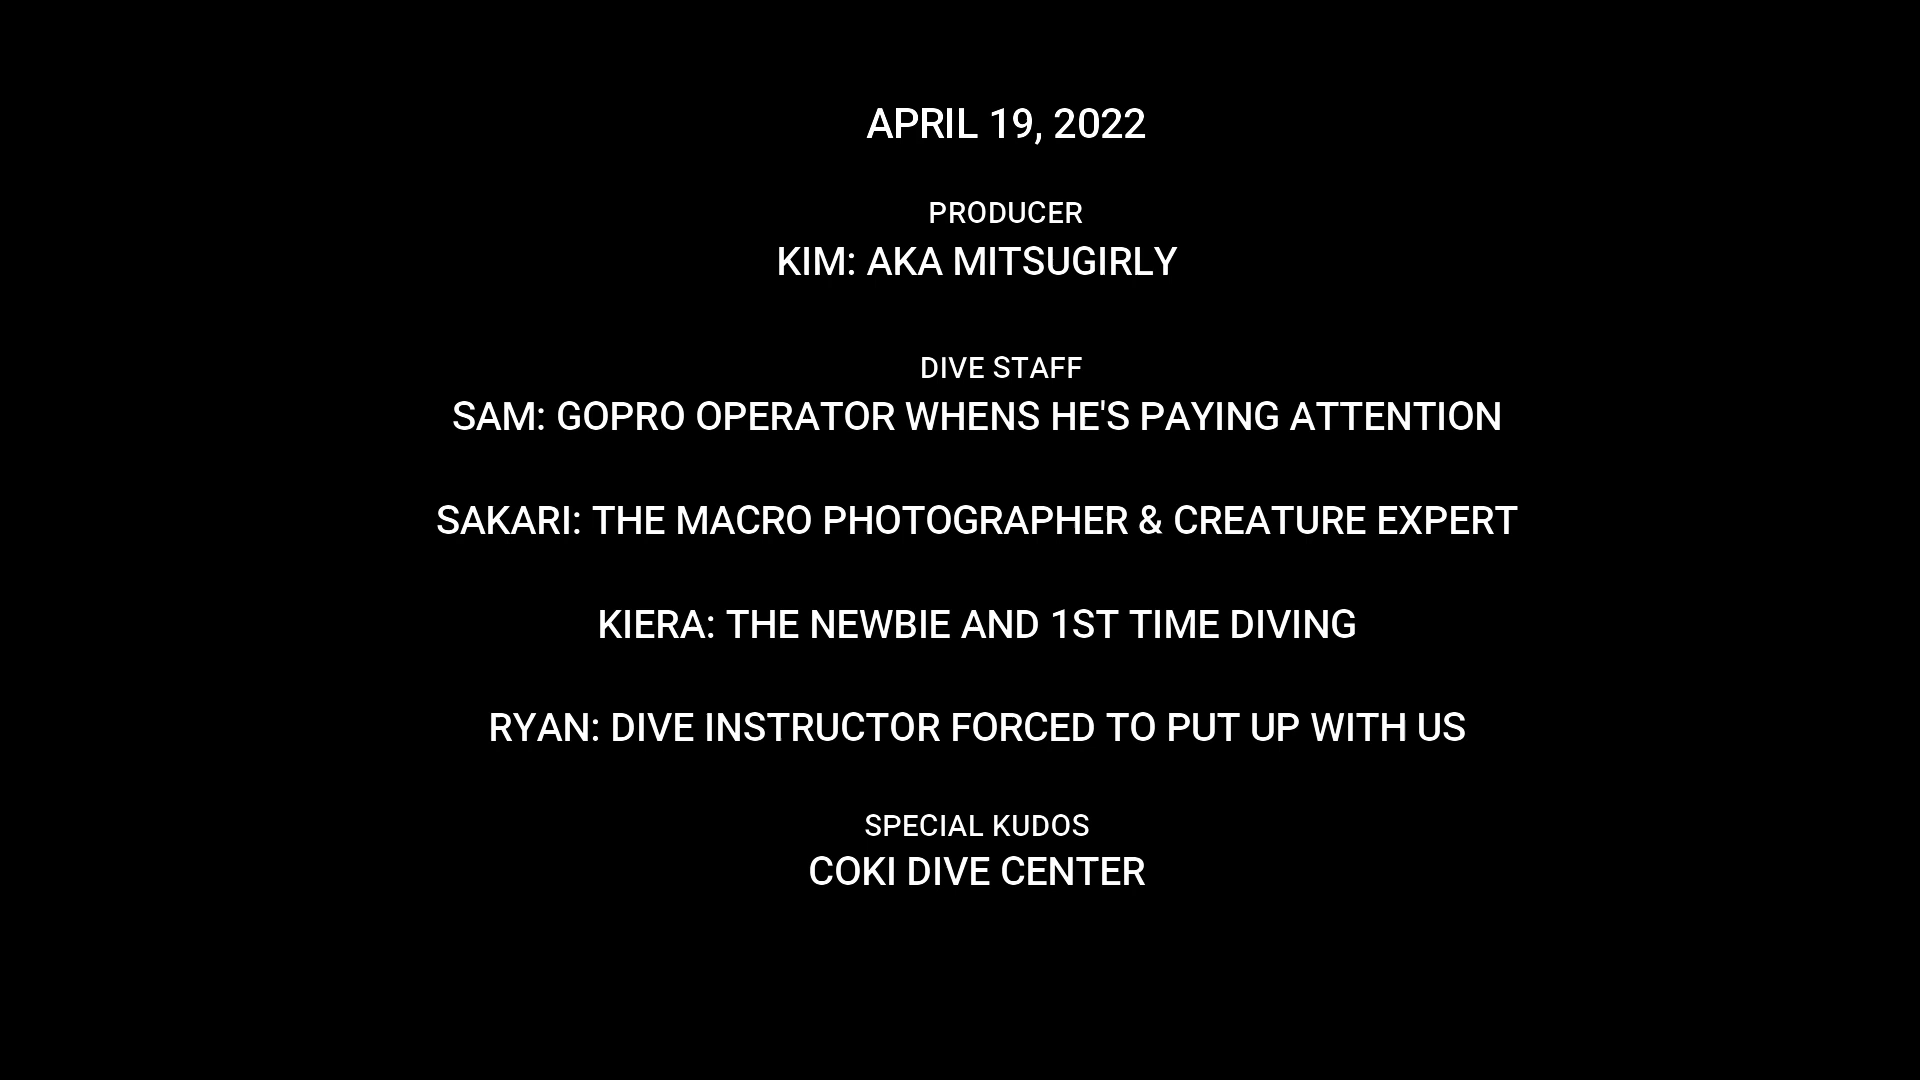 APRIL 19, 2022
PRODUCER
KIM: AKA MITSUGIRLY
DIVE STAFF
SAM: GOPRO OPERATOR WHENS HE'S PAYING ATTENTION
SAKARI: THE MACRO PHOTOGRAPHER & CREATURE EXPERT
KIERA: THE NEWBIE AND 1ST TIME DIVING
RYAN: DIVE INSTRUCTOR FORCED TO PUT UP WITH US
SPECIAL KUDOS
COKI DIVE CENTER